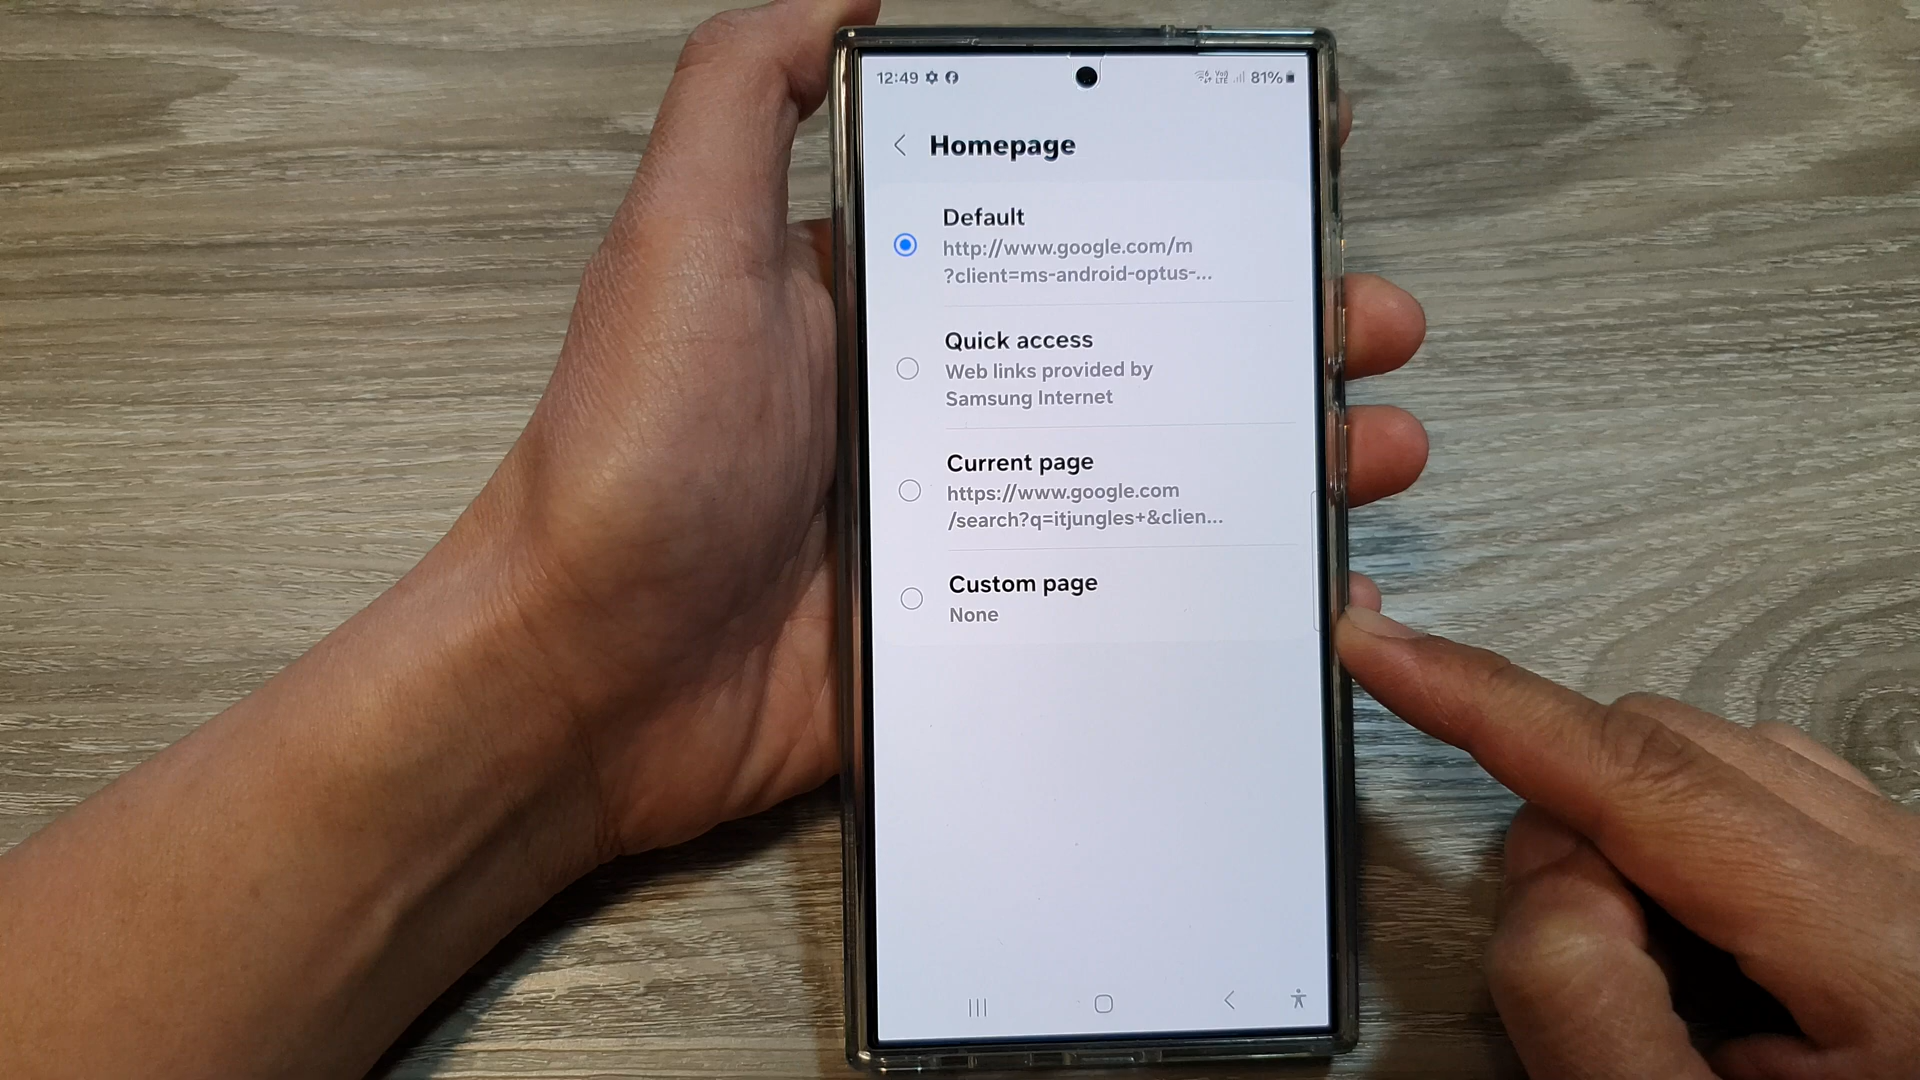 12:49
81%
Homepage
Default
http://www.google.com/m
?client=ms-android-optus-...
Quick access
Web links provided by
Samsung Internet
Current page
https://www.google.com
/search?q=itjungles+&clien...
Custom page
None